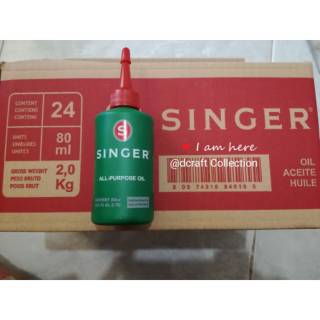 CONTENT
CONTENU
CONTENIDO
24
UNITS
UNIDADES
UNITES
80
ml
GROSS WEIGHT
PESO BRUTO
POIDS BRUT
2,0
Kg
S
SINGER
ALL-PURPOSE OIL
SINGER
I am here
@dcraft Collection
OIL
ACEITE
HUILE